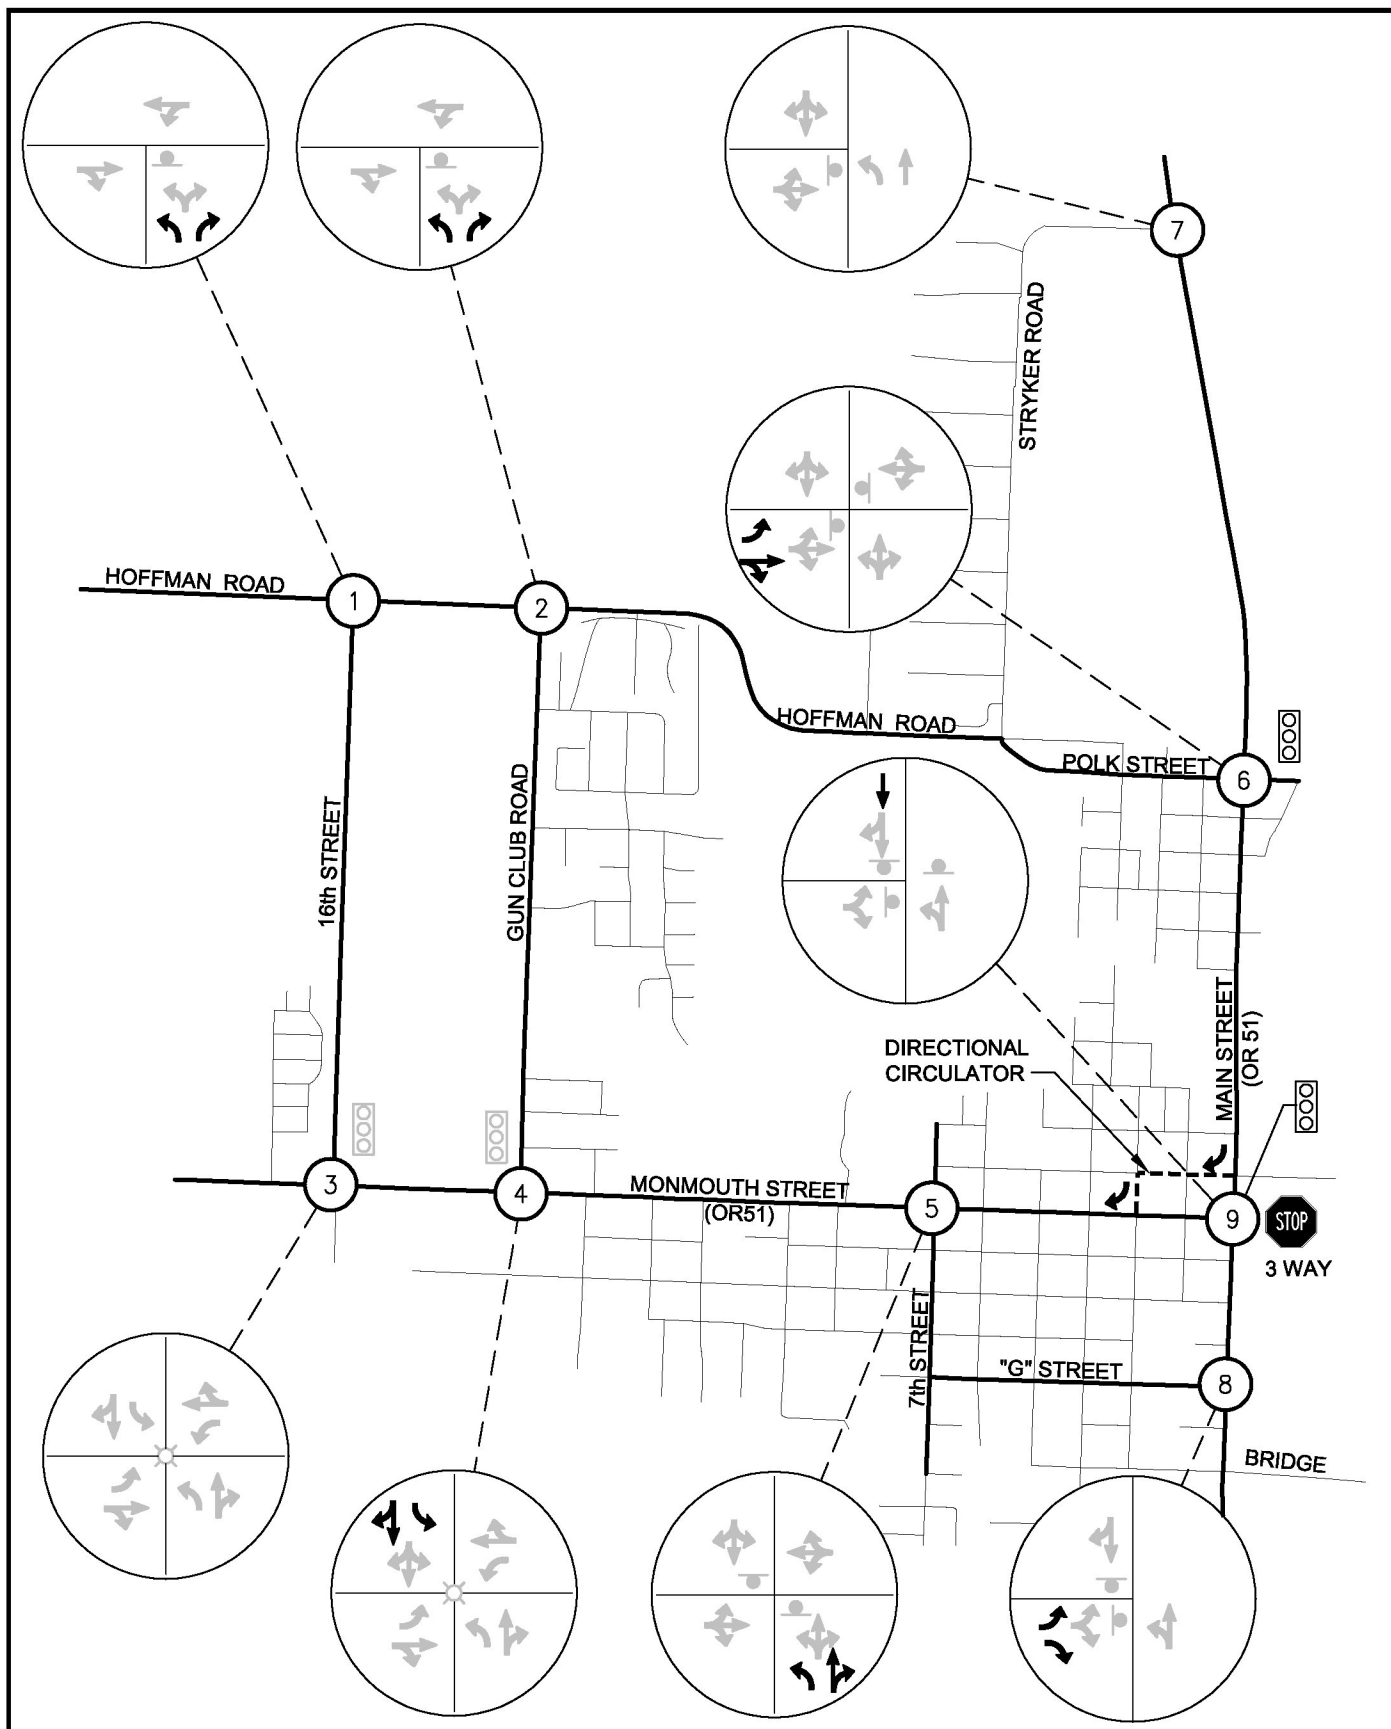 7
STRYKER ROAD
HOFFMAN ROAD
1
2
HOFFMAN ROAD
POLK STREET
6
16th STREET
GUN CLUB ROAD
MAIN STREET
(OR 51)
DIRECTIONAL
CIRCULATOR
3
4
MONMOUTH STREET
(OR51)
5
9
STOP
3 WAY
7th STREET
"G" STREET
8
BRIDGE